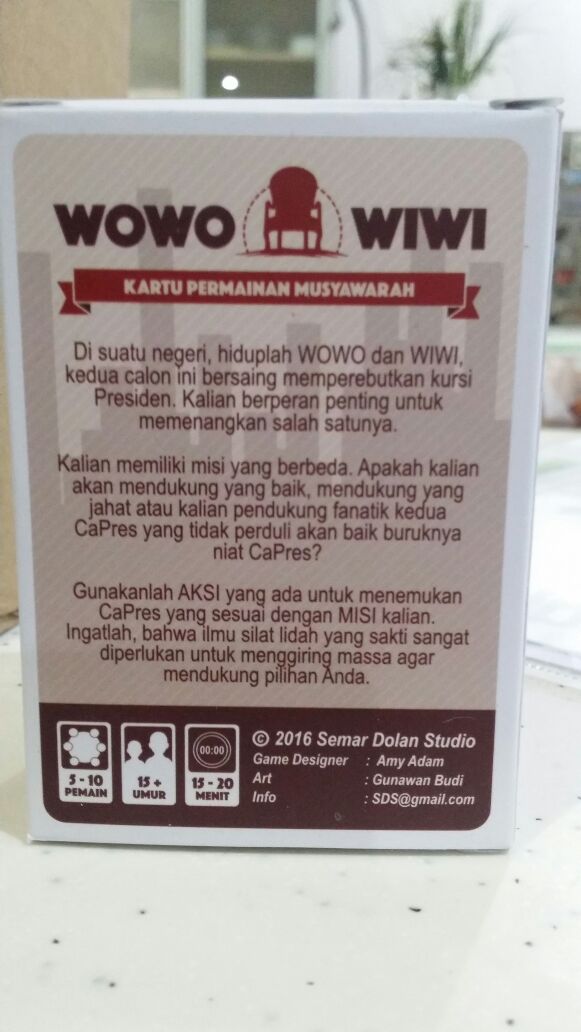 WOWO WIWI
KARTU PERMAINAN MUSYAWARAH
Di suatu negeri, hiduplah WOWO dan WIWI,
kedua calon ini bersaing memperebutkan kursi
Presiden. Kalian berperan penting untuk
memenangkan salah satunya.
Kalian memiliki misi yang berbeda. Apakah kalian
akan mendukung yang baik, mendukung yang
jahat atau kalian pendukung fanatik kedua
CaPres yang tidak perduli akan baik buruknya
niat CaPres?
Gunakanlah AKSI yang ada untuk menemukan
CaPres yang sesuai dengan MISI kalian.
Ingatlah, bahwa ilmu silat lidah yang sakti sangat
diperlukan untuk menggiring massa agar
mendukung pilihan Anda.
5 - 10
PEMAIN
15 +
UMUR
00:00
15 - 20
MENIT
© 2016 Semar Dolan Studio
Game Designer : Amy Adam
Art : Gunawan Budi
Info : SDS@gmail.com